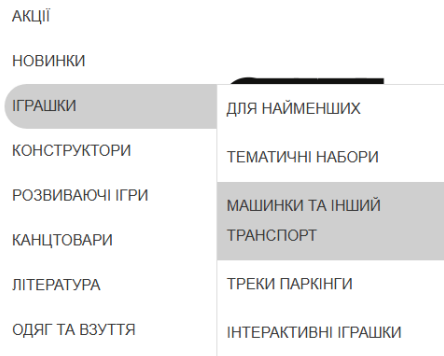 АКЦІЇ
НОВИНКИ
ІГРАШКИ
КОНСТРУКТОРИ
РОЗВИВАЮЧІ ІГРИ
КАНЦТОВАРИ
ЛІТЕРАТУРА
ОДЯГ ТА ВЗУТТЯ
ДЛЯ НАЙМЕНШИХ
ТЕМАТИЧНІ НАБОРИ
МАШИНКИ ТА ІНШИЙ
ТРАНСПОРТ
ТРЕКИ ПАРКІНГИ
ІНТЕРАКТИВНІ ІГРАШКИ